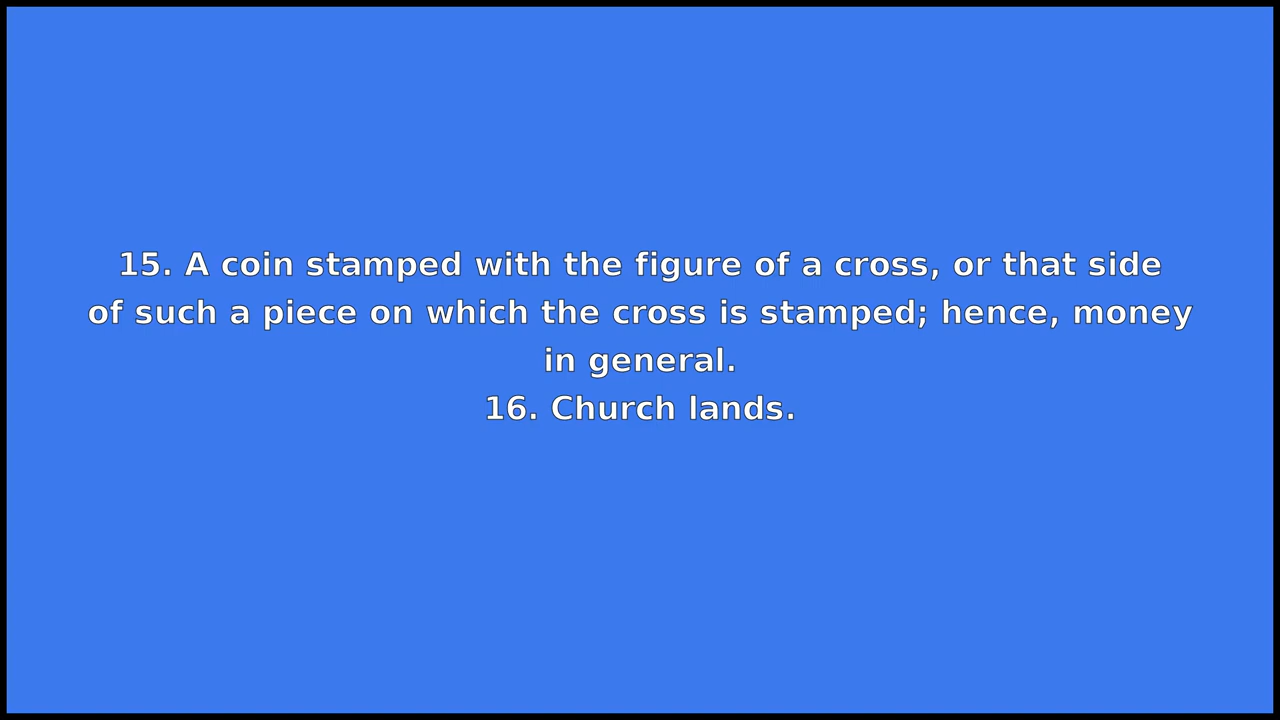 15. A coin stamped with the figure of a cross, or that side
of such a piece on which the cross is stamped; hence, money
in general.
16. Church lands.